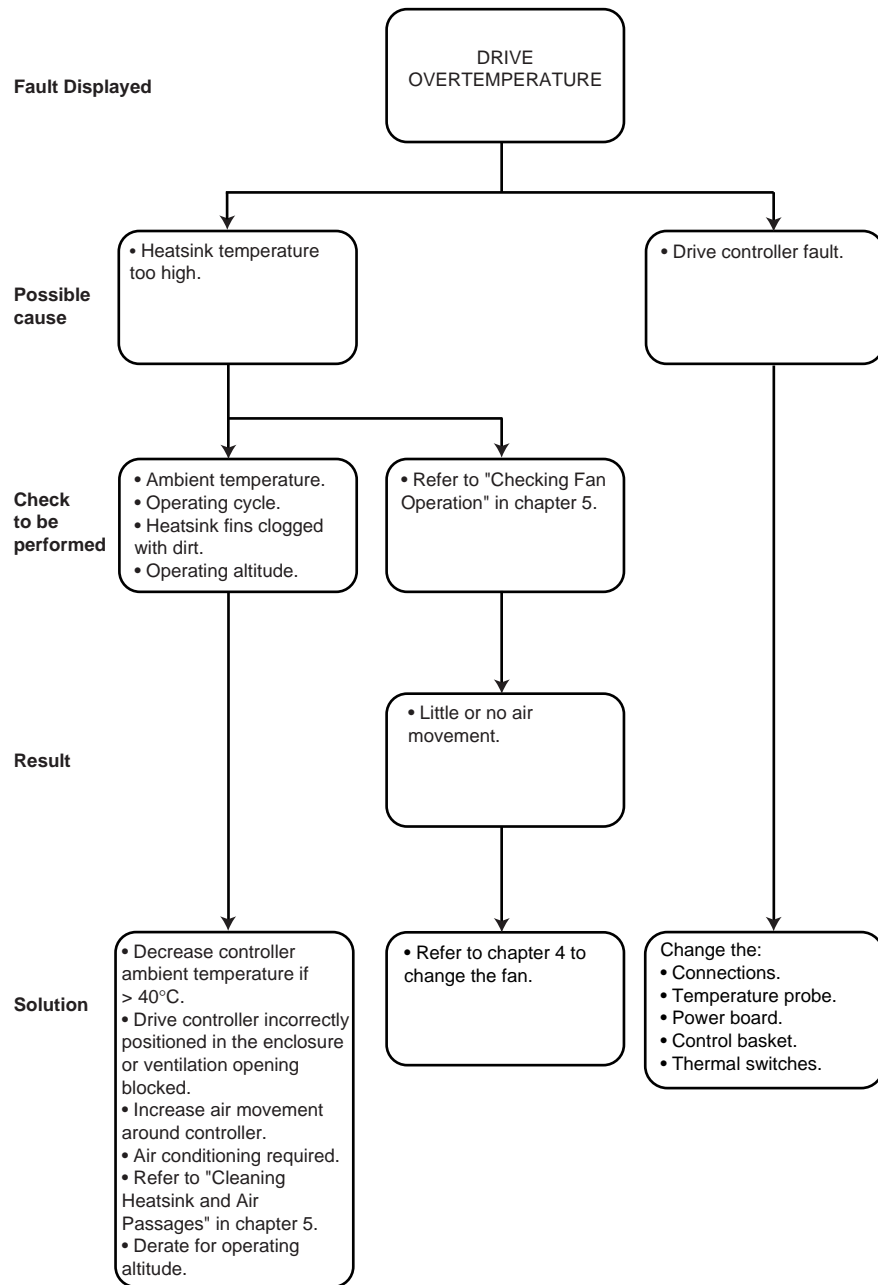 DRIVE
OVERTEMPERATURE
Fault Displayed
• Heatsink temperature
too high.
• Drive controller fault.
Possible
cause
• Ambient temperature.
• Operating cycle.
• Heatsink fins clogged
with dirt.
• Operating altitude.
• Refer to "Checking Fan
Operation" in chapter 5.
Check
to be
performed
• Little or no air
movement.
Result
• Decrease controller
ambient temperature if
> 40°C.
• Drive controller incorrectly
positioned in the enclosure
or ventilation opening
blocked.
• Increase air movement
around controller.
• Air conditioning required.
• Refer to "Cleaning
Heatsink and Air
Passages" in chapter 5.
• Derate for operating
altitude.
• Refer to chapter 4 to
change the fan.
Change the:
• Connections.
• Temperature probe.
• Power board.
• Control basket.
• Thermal switches.
Solution